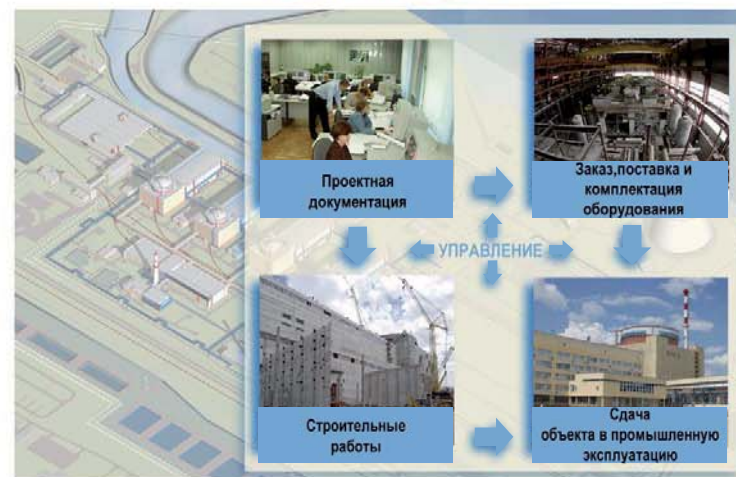 Проектная
документация
Заказ,поставка и
комплектация
оборудования
УПРАВЛЕНИЕ
Строительные
работы
Сдача
объекта в промышленную
эксплуатацию